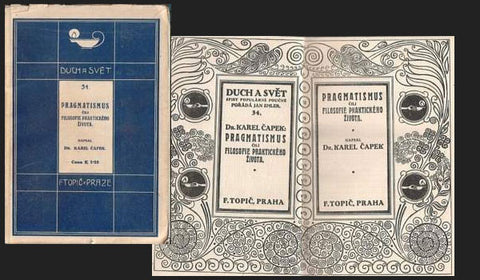 DUCH A SVĚT
34.
PRAGMATISMUS
ČILI
FILOSOFIE PRAKTICKÉHO
ŽIVOTA.
NAPSAL
DR. KAREL ČAPEK.
Cena K
F. TOPIČ V PRAZE
DUCH A SVĚT
SPISY POPULÁRNĚ POUČNÉ
POŘÁDÁ JAN EMLER.
34.
DR. KAREL ČAPEK:
PRAGMATISMUS
ČILI
FILOSOFIE PRAKTICKÉHO
ŽIVOTA.
F. TOPIČ, PRAHA
PRAGMATISMUS
ČILI
FILOSOFIE PRAKTICKÉHO
ŽIVOTA.
NAPSAL
DR. KAREL ČAPEK
F. TOPIČ, PRAHA